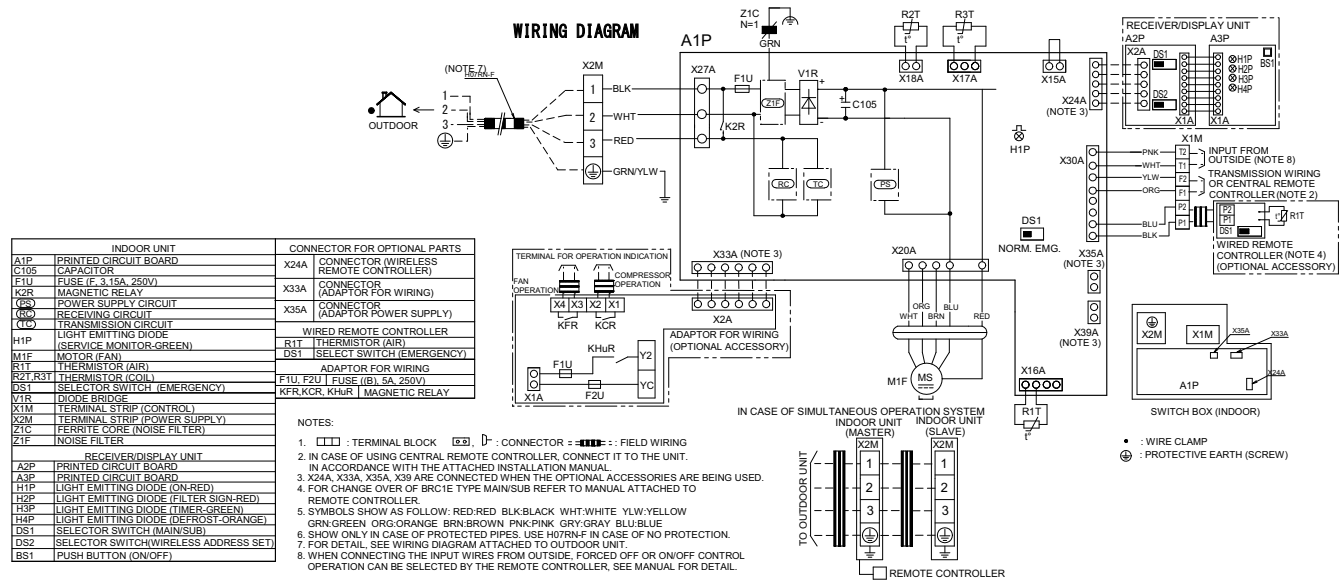 WIRING DIAGRAM
(NOTE 7)
H07RN-F
OUTDOOR
1
2
3
X2M
1
2
3
BLK
WHT
RED
GRN/YLW
A1P
Z1C
N=1
GRN
X27A
F1U
K2R
Z1F
V1R
+
-
+
C105
RC
TC
PS
R2T
t°
X18A
R3T
t°
X17A
X15A
H1P
DS1
NORM. EMG.
X24A
(NOTE 3)
X30A
X35A
(NOTE 3)
X39A
(NOTE 3)
RECEIVER/DISPLAY UNIT
A2P
A3P
X2A
DS1
DS2
X1A
X1A
H1P
H2P
H3P
H4P
BS1
X1M
PNK
T2
WHT
T1
YLW
F2
ORG
F1
BLU
P2
BLK
P1
INPUT FROM
OUTSIDE (NOTE 8)
TRANSMISSION WIRING
OR CENTRAL REMOTE
CONTROLLER (NOTE 2)
P2
P1
DS1
t°
R1T
WIRED REMOTE
CONTROLLER (NOTE 4)
(OPTIONAL ACCESSORY)
X33A (NOTE 3)
X2A
TERMINAL FOR OPERATION INDICATION
FAN
OPERATION
COMPRESSOR
OPERATION
X4 X3 X2 X1
KFR
KCR
ADAPTOR FOR WIRING
(OPTIONAL ACCESSORY)
KHuR
F1U
F2U
Y2
YC
X1A
X20A
WHT ORG BRN BLU RED
M1F
MS
X16A
R1T
t°
X2M
X1M
X35A
X33A
X24A
A1P
SWITCH BOX (INDOOR)
: WIRE CLAMP
: PROTECTIVE EARTH (SCREW)
IN CASE OF SIMULTANEOUS OPERATION SYSTEM
INDOOR UNIT
(MASTER)
INDOOR UNIT
(SLAVE)
X2M
X2M
1
2
3
1
2
3
TO OUTDOOR UNIT
REMOTE CONTROLLER
INDOOR UNIT
A1P PRINTED CIRCUIT BOARD
C105 CAPACITOR
F1U FUSE (F, 3,15A, 250V)
K2R MAGNETIC RELAY
PS POWER SUPPLY CIRCUIT
RC RECEIVING CIRCUIT
TC TRANSMISSION CIRCUIT
H1P LIGHT EMITTING DIODE
(SERVICE MONITOR-GREEN)
M1F MOTOR (FAN)
R1T THERMISTOR (AIR)
R2T,R3T THERMISTOR (COIL)
DS1 SELECTOR SWITCH (EMERGENCY)
V1R DIODE BRIDGE
X1M TERMINAL STRIP (CONTROL)
X2M TERMINAL STRIP (POWER SUPPLY)
Z1C FERRITE CORE (NOISE FILTER)
Z1F NOISE FILTER
RECEIVER/DISPLAY UNIT
A2P PRINTED CIRCUIT BOARD
A3P PRINTED CIRCUIT BOARD
H1P LIGHT EMITTING DIODE (ON-RED)
H2P LIGHT EMITTING DIODE (FILTER SIGN-RED)
H3P LIGHT EMITTING DIODE (TIMER-GREEN)
H4P LIGHT EMITTING DIODE (DEFROST-ORANGE)
DS1 SELECTOR SWITCH (MAIN/SUB)
DS2 SELECTOR SWITCH(WIRELESS ADDRESS SET)
BS1 PUSH BUTTON (ON/OFF)
CONNECTOR FOR OPTIONAL PARTS
X24A CONNECTOR (WIRELESS
REMOTE CONTROLLER)
X33A CONNECTOR
(ADAPTOR FOR WIRING)
X35A CONNECTOR
(ADAPTOR POWER SUPPLY)
WIRED REMOTE CONTROLLER
R1T THERMISTOR (AIR)
DS1 SELECT SWITCH (EMERGENCY)
ADAPTOR FOR WIRING
F1U, F2U FUSE ((B), 5A, 250V)
KFR,KCR, KHuR MAGNETIC RELAY
NOTES:
1. : TERMINAL BLOCK , : CONNECTOR : FIELD WIRING
2. IN CASE OF USING CENTRAL REMOTE CONTROLLER, CONNECT IT TO THE UNIT.
IN ACCORDANCE WITH THE ATTACHED INSTALLATION MANUAL.
3. X24A, X33A, X35A, X39 ARE CONNECTED WHEN THE OPTIONAL ACCESSORIES ARE BEING USED.
4. FOR CHANGE OVER OF BRC1E TYPE MAIN/SUB REFER TO MANUAL ATTACHED TO
REMOTE CONTROLLER.
5. SYMBOLS SHOW AS FOLLOW: RED:RED BLK:BLACK WHT:WHITE YLW:YELLOW
GRN:GREEN ORG:ORANGE BRN:BROWN PNK:PINK GRY:GRAY BLU:BLUE
6. SHOW ONLY IN CASE OF PROTECTED PIPES. USE H07RN-F IN CASE OF NO PROTECTION.
7. FOR DETAIL, SEE WIRING DIAGRAM ATTACHED TO OUTDOOR UNIT.
8. WHEN CONNECTING THE INPUT WIRES FROM OUTSIDE, FORCED OFF OR ON/OFF CONTROL
OPERATION CAN BE SELECTED BY THE REMOTE CONTROLLER, SEE MANUAL FOR DETAIL.